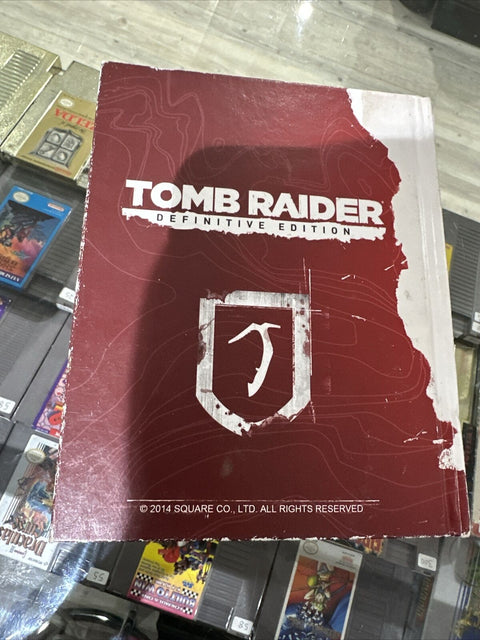 TOMB RAIDER
DEFINITIVE EDITION
© 2014 SQUARE CO., LTD. ALL RIGHTS RESERVED